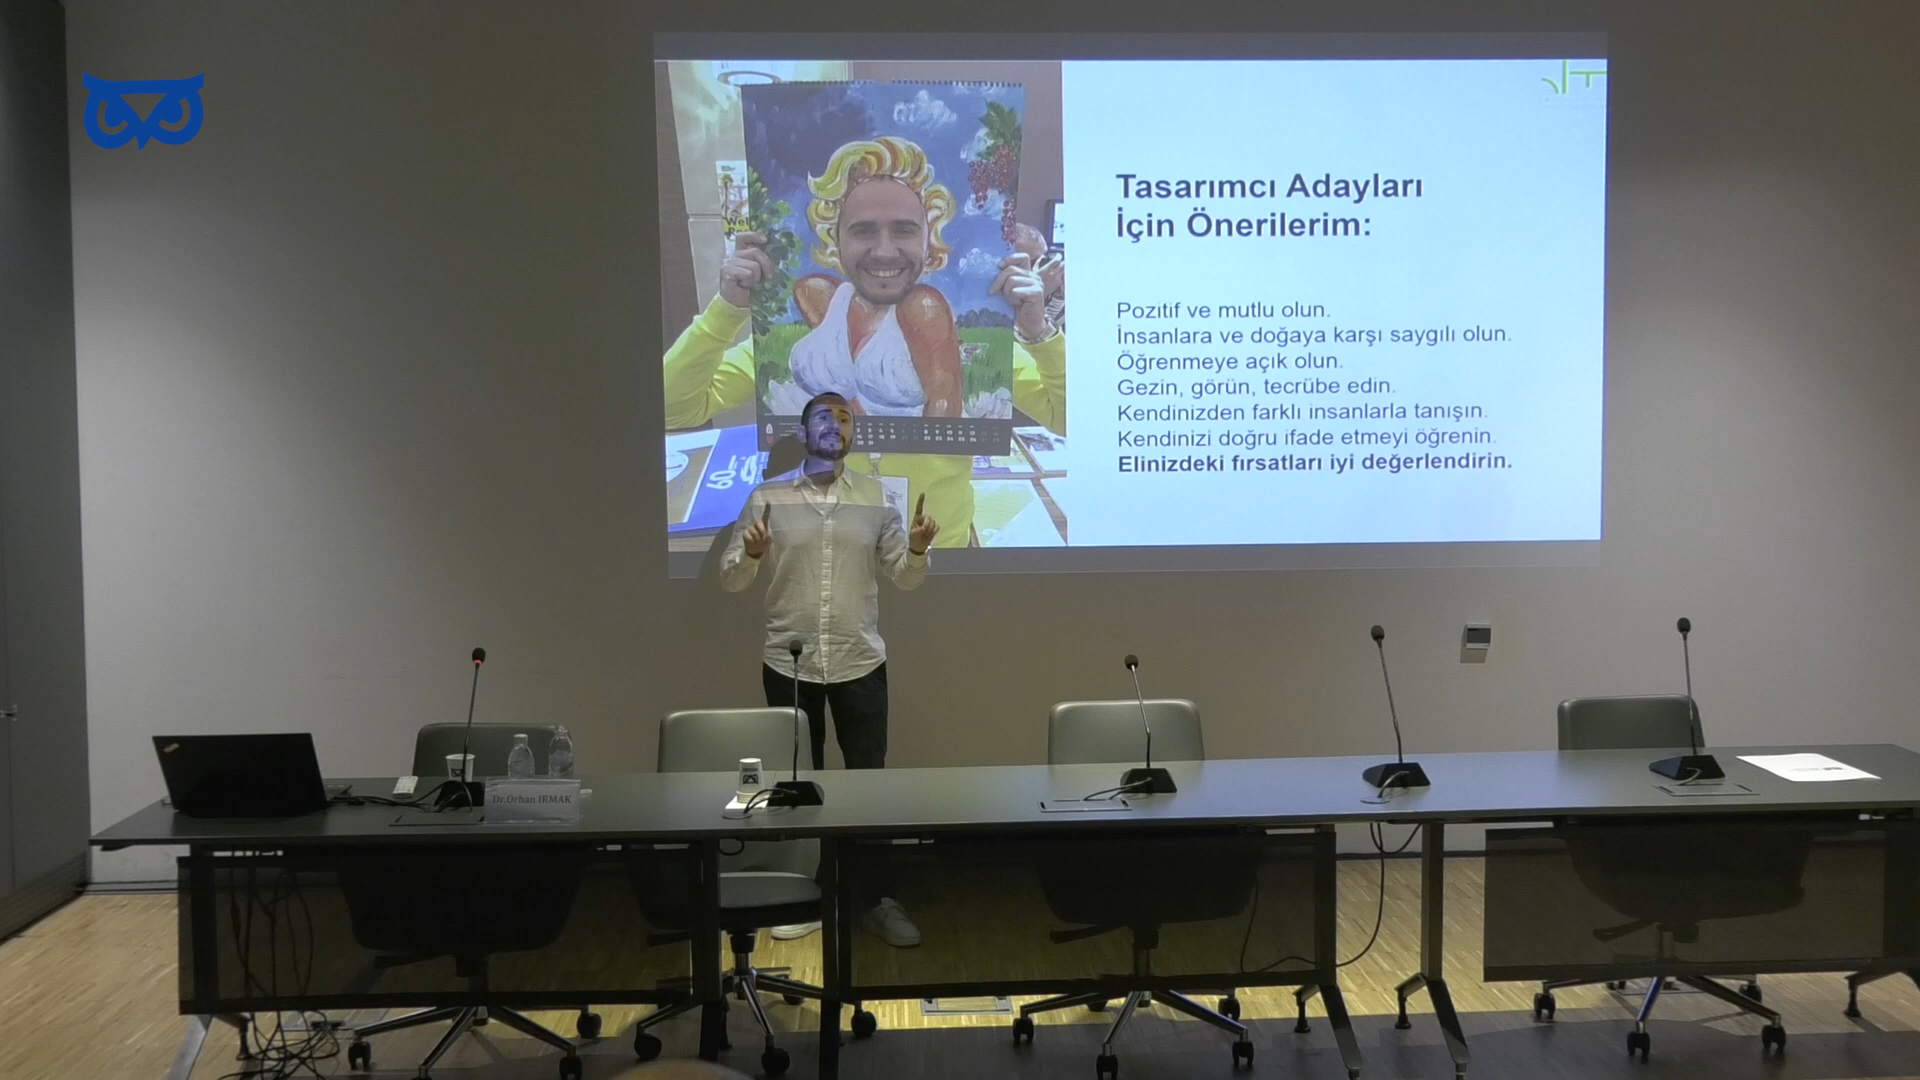 Tasarımcı Adayları
İçin Önerilerim:
Pozitif ve mutlu olun.
İnsanlara ve doğaya karşı saygılı olun.
Öğrenmeye açık olun.
Gezin, görün, tecrübe edin.
Kendinizden farklı insanlarla tanışın.
Kendinizi doğru ifade etmeyi öğrenin.
Elinizdeki fırsatları iyi değerlendirin.
60
Dr.Orhan IRMAK